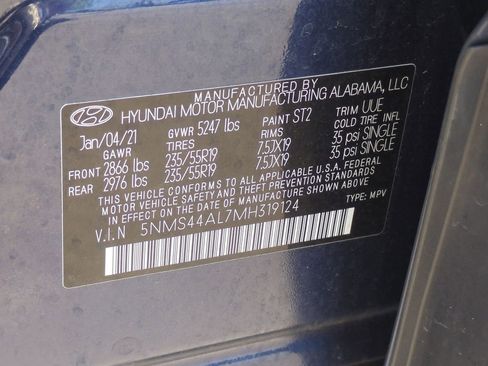 MANUFACTURED BY
HYUNDAI MOTOR MANUFACTURING ALABAMA, LLC
Jan/04/21 GVWR 5247 lbs PAINT ST2 TRIM UUE
GAWR TIRES RIMS COLD TIRE INFL
FRONT 2866 lbs 235/55R19 7.5JX19 35 psi SINGLE
REAR 2976 lbs 235/55R19 7.5JX19 35 psi SINGLE
THIS VEHICLE CONFORMS TO ALL APPLICABLE U.S.A. FEDERAL
MOTOR VEHICLE SAFETY AND THEFT PREVENTION STANDARDS
IN EFFECT ON THE DATE OF MANUFACTURE SHOWN ABOVE.
V.I.N 5NMS44AL7MH319124 TYPE: MPV